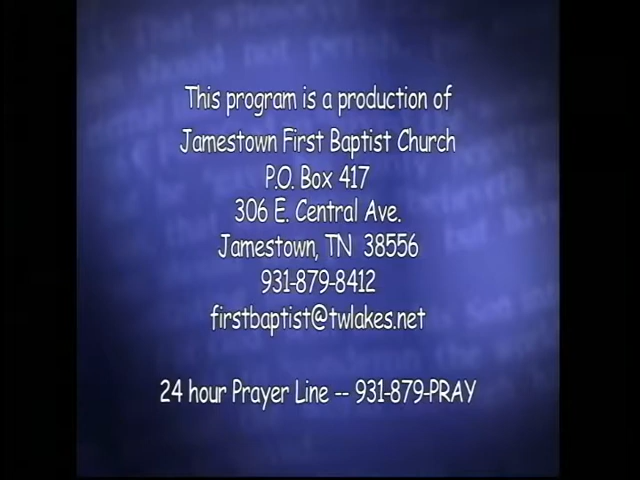 This program is a production of
Jamestown First Baptist Church
P.O. Box 417
306 E. Central Ave.
Jamestown, TN 38556
931-879-8412
firstbaptist@twlakes.net
24 hour Prayer Line -- 931-879-PRAY